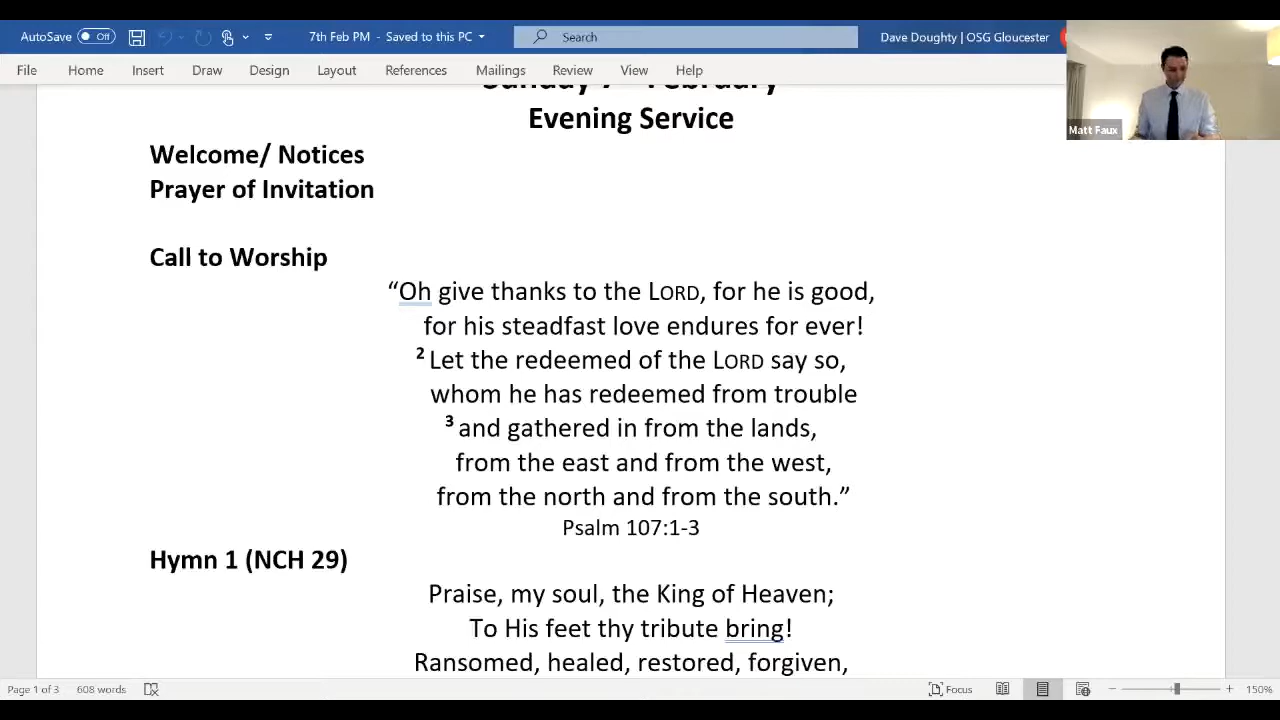 AutoSave Off 7th Feb PM - Saved to this PC Search Dave Doughty | OSG Gloucester
File Home Insert Draw Design Layout References Mailings Review View Help
Matt Faux
Sunday 7 February
Evening Service
Welcome/ Notices
Prayer of Invitation
Call to Worship
“Oh give thanks to the LORD, for he is good,
for his steadfast love endures for ever!
2 Let the redeemed of the LORD say so,
whom he has redeemed from trouble
3 and gathered in from the lands,
from the east and from the west,
from the north and from the south.”
Psalm 107:1-3
Hymn 1 (NCH 29)
Praise, my soul, the King of Heaven;
To His feet thy tribute bring!
Ransomed, healed, restored, forgiven,
Page 1 of 3 608 words Focus 150%